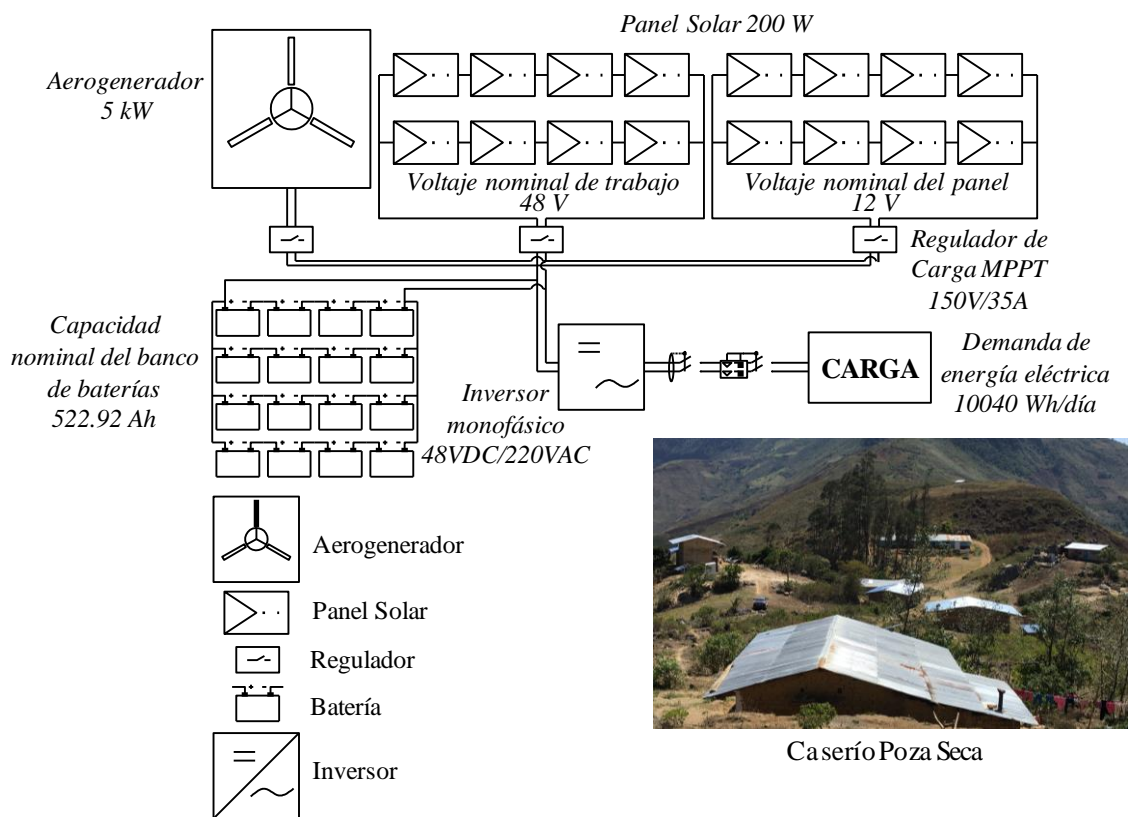 Panel Solar 200 W
Aerogenerador
5 kW
Voltaje nominal de trabajo
48 V
Voltaje nominal del panel
12 V
Regulador de
Carga MPPT
150V/35A
Capacidad
nominal del banco
de baterías
522.92 Ah
Inversor
monofásico
48VDC/220VAC
CARGA
Demanda de
energía eléctrica
10040 Wh/día
Aerogenerador
Panel Solar
Regulador
Batería
Inversor
Caserío Poza Seca